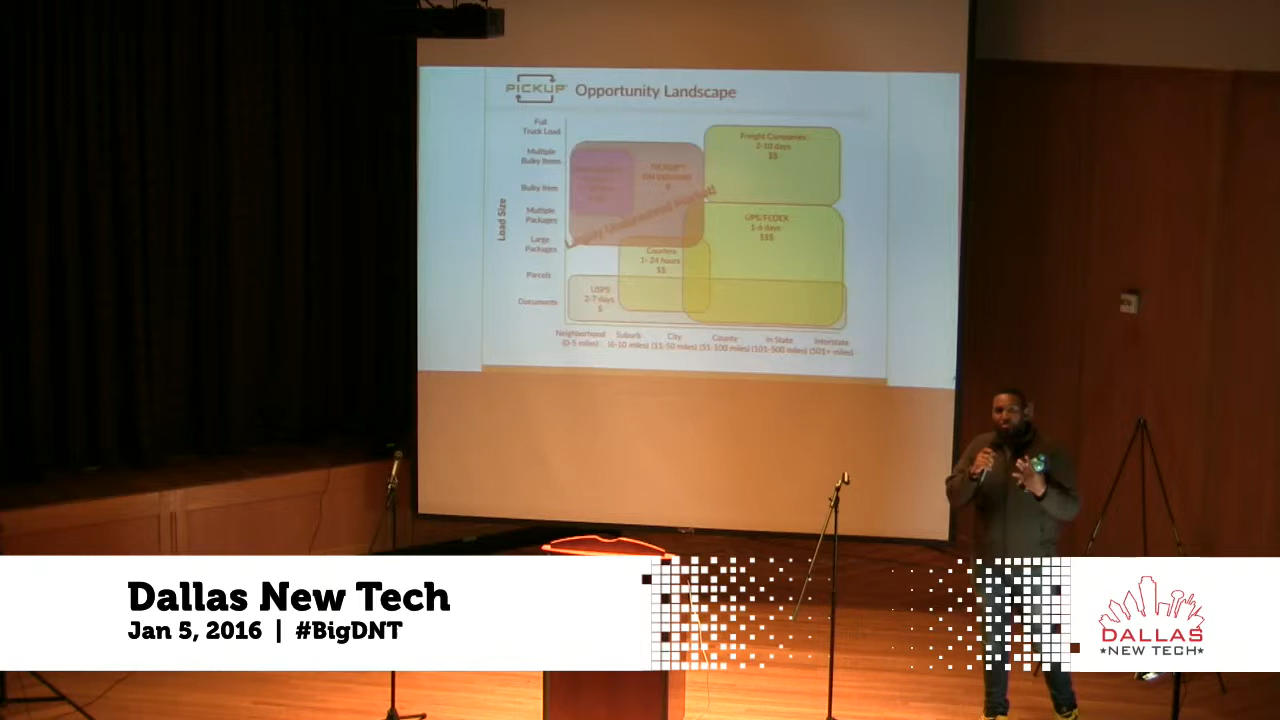 PICKUP
Opportunity Landscape
Full
Truck Load
Multiple
Bulky Items
Bulky Item
Multiple
Packages
Large
Packages
Parcels
Documents
Load Size
Freight Companies
2-10 days
$$
PICKUP
ON DEMAND
$
UPS/FEDEX
1-6 days
$$$
Couriers
1- 24 hours
$$
USPS
2-7 days
$
Neighborhood
(0-5 miles)
Suburb
(6-10 miles)
City
(11-50 miles)
County
(51-100 miles)
In State
(101-500 miles)
Interstate
(501+ miles)
Dallas New Tech
Jan 5, 2016 | #BigDNT
DALLAS
★NEW TECH★